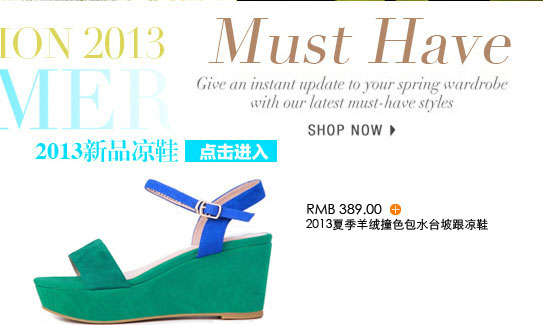 ION 2013
MER
2013新品凉鞋 点击进入
Must Have
Give an instant update to your spring wardrobe
with our latest must-have styles
SHOP NOW
RMB 389.00
2013夏季羊绒撞色包水台坡跟凉鞋